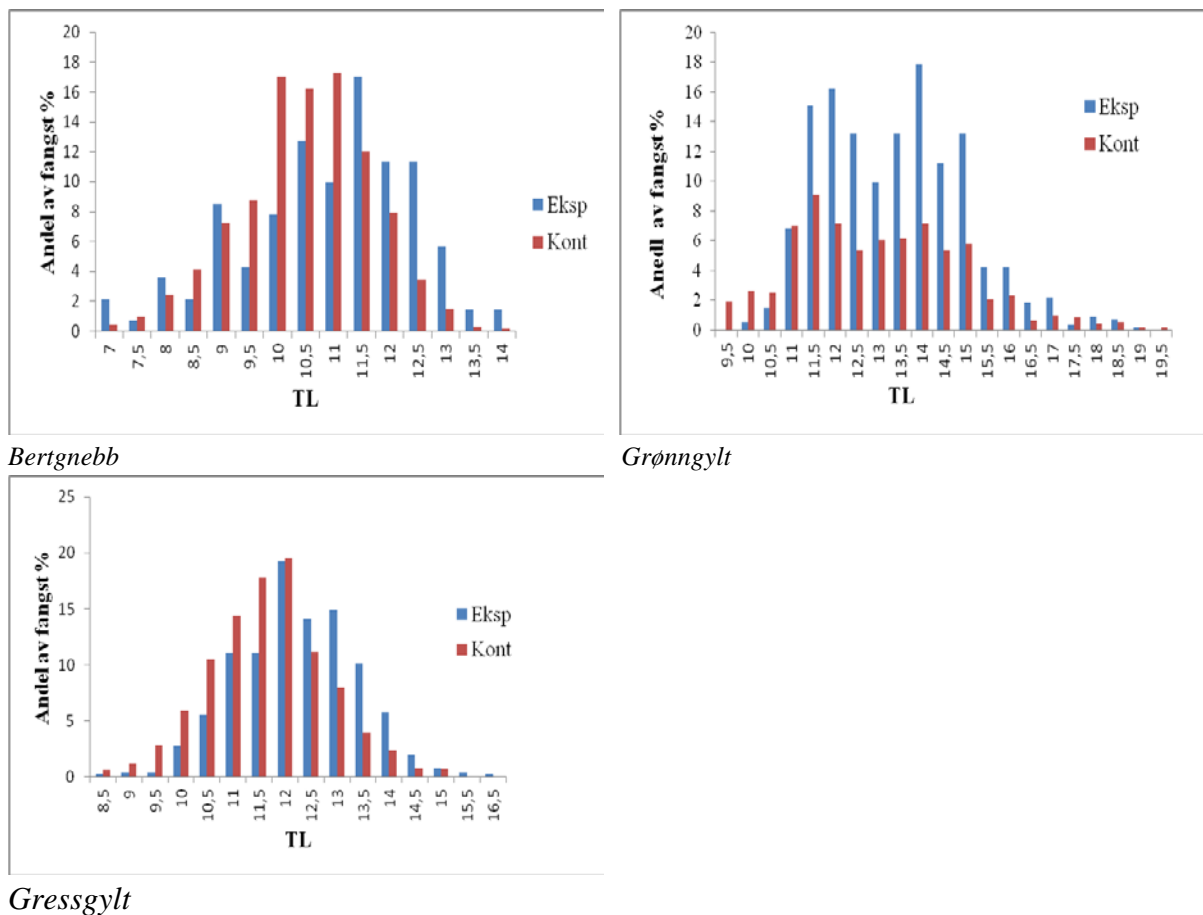 20
18
16
14
12
10
8
6
4
2
0
Andel av fangst %
Eksp
Kont
7 7,5 8 8,5 9 9,5 10 10,5 11 11,5 12 12,5 13 13,5 14
TL
Bertgnebb
20
18
16
14
12
10
8
6
4
2
0
Anedl av fangst %
Eksp
Kont
9,5 10 10,5 11 11,5 12 12,5 13 13,5 14 14,5 15 15,5 16 16,5 17 17,5 18 18,5 19 19,5
TL
Grønngylt
25
20
15
10
5
0
Andel av fangst %
Eksp
Kont
8,5 9 9,5 10 10,5 11 11,5 12 12,5 13 13,5 14 14,5 15 15,5 16,5
TL
Gressgylt